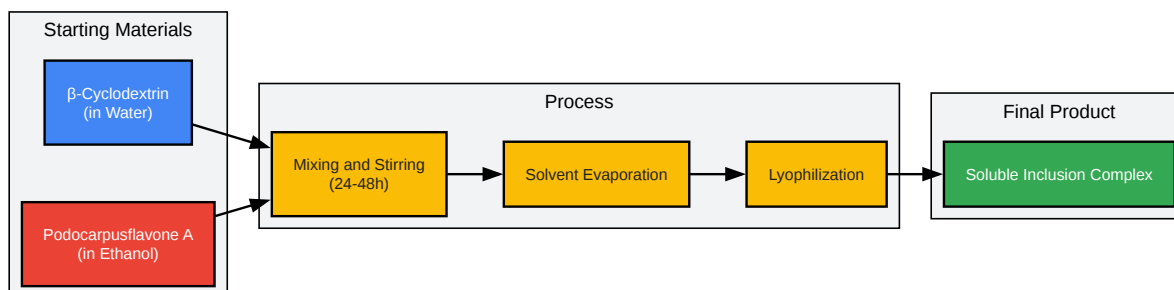 Starting Materials
β-Cyclodextrin
(in Water)
Podocarpusflavone A
(in Ethanol)
Process
Mixing and Stirring
(24-48h)
Solvent Evaporation
Lyophilization
Final Product
Soluble Inclusion Complex